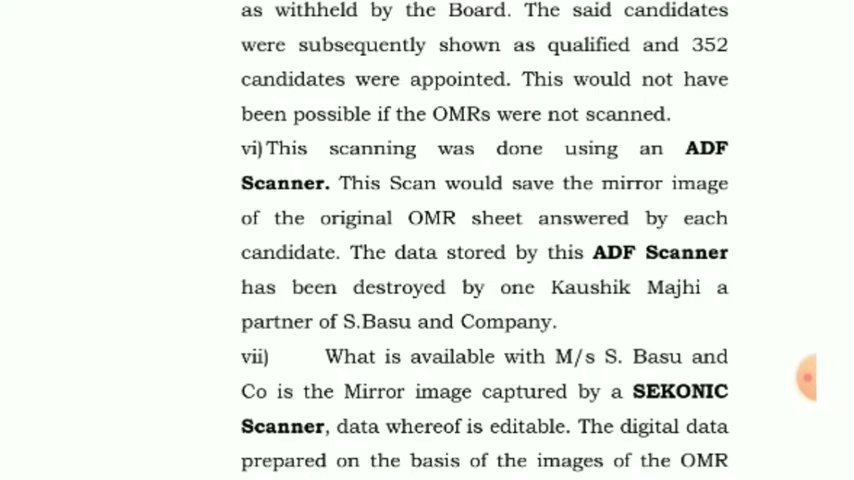 as withheld by the Board. The said candidates
were subsequently shown as qualified and 352
candidates were appointed. This would not have
been possible if the OMRs were not scanned.
vi) This scanning was done using an ADF
Scanner. This Scan would save the mirror image
of the original OMR sheet answered by each
candidate. The data stored by this ADF Scanner
has been destroyed by one Kaushik Majhi a
partner of S.Basu and Company.
vii) What is available with M/s S. Basu and
Co is the Mirror image captured by a SEKONIC
Scanner, data whereof is editable. The digital data
prepared on the basis of the images of the OMR